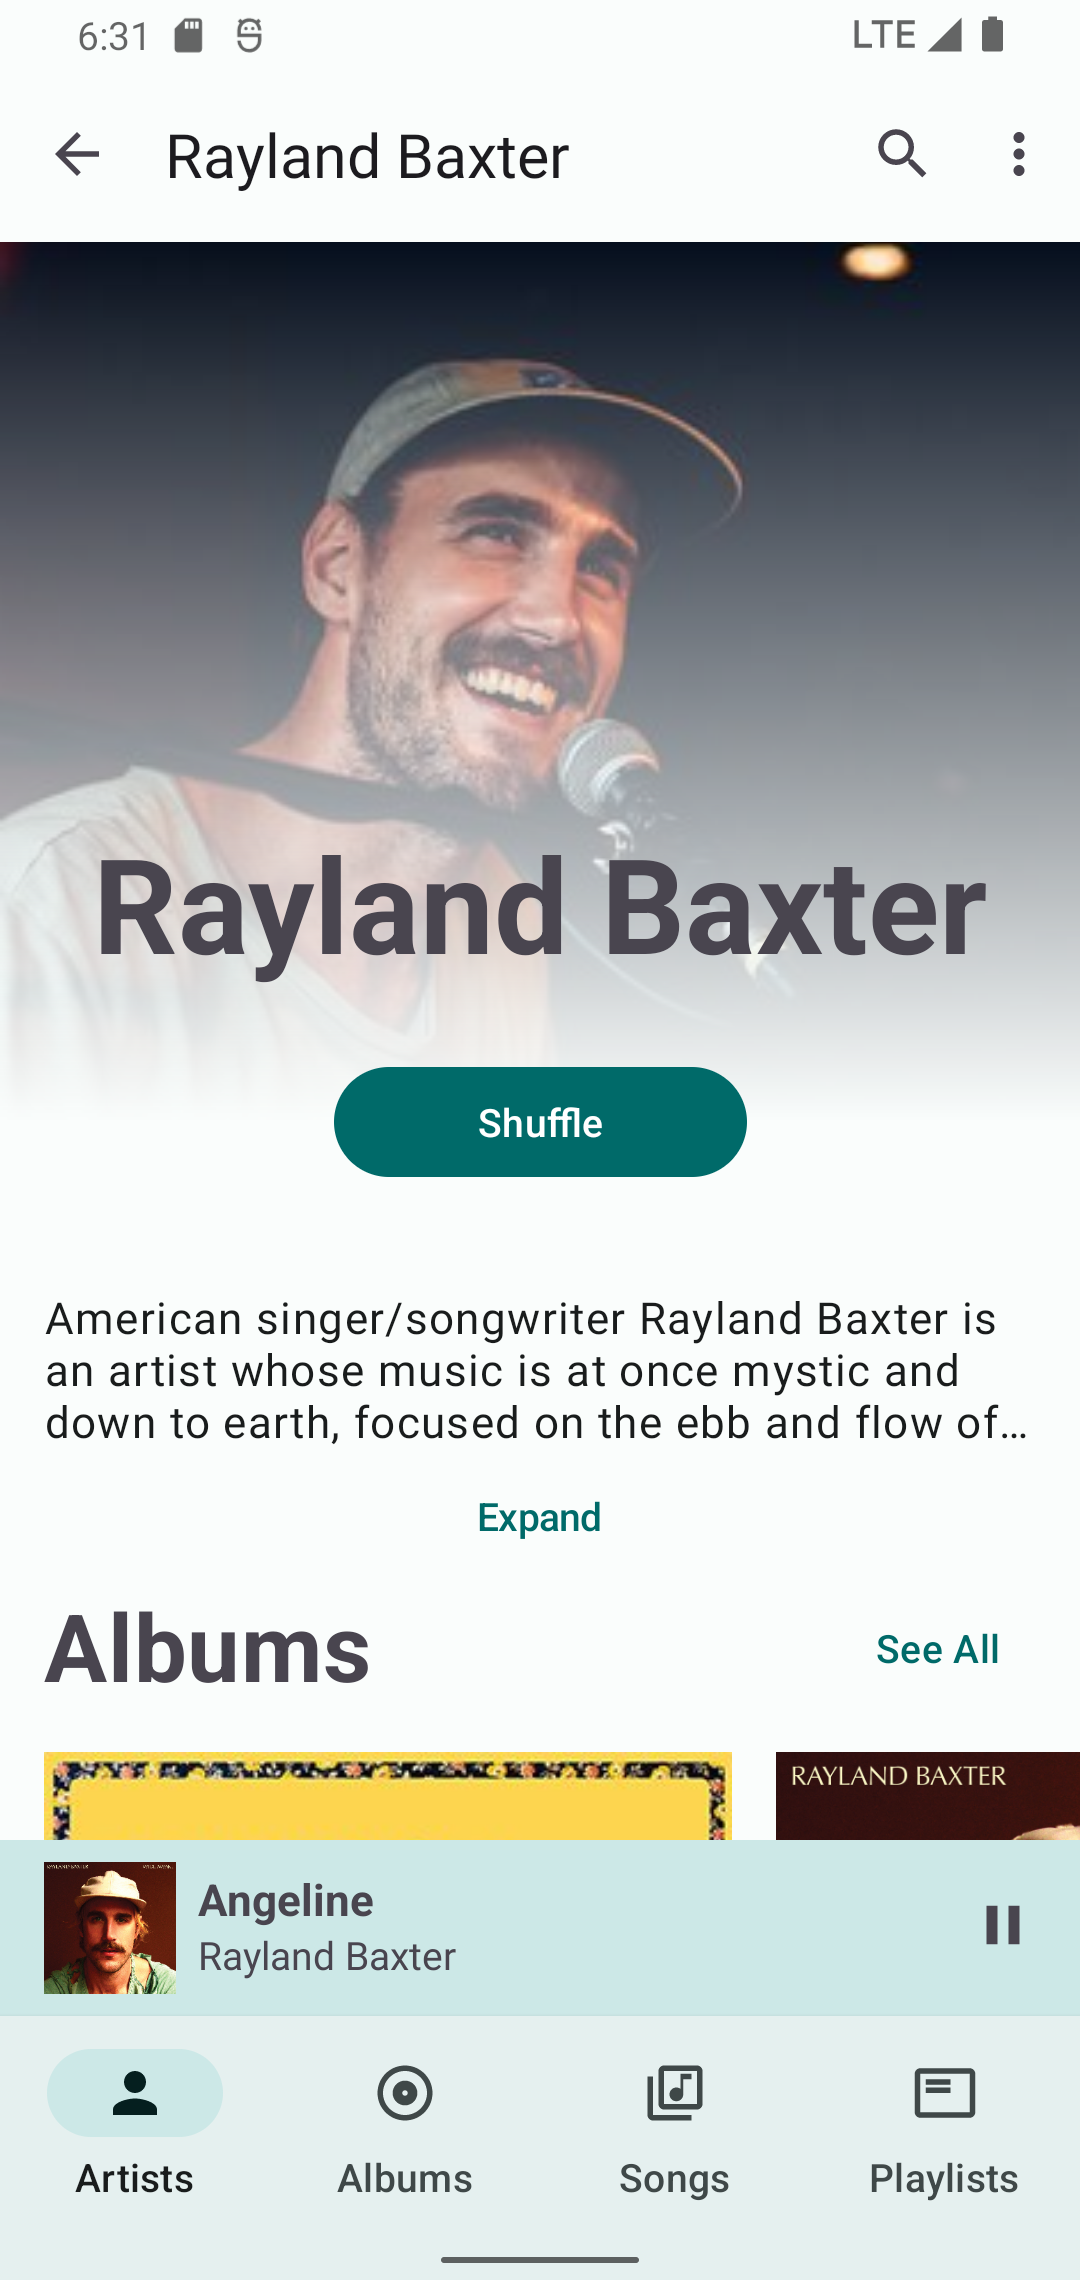 6:31 LTE
Rayland Baxter
Rayland Baxter
Shuffle
American singer/songwriter Rayland Baxter is
an artist whose music is at once mystic and
down to earth, focused on the ebb and flow of…
Expand
Albums See All
RAYLAND BAXTER
Angeline
Rayland Baxter
Artists Albums Songs Playlists